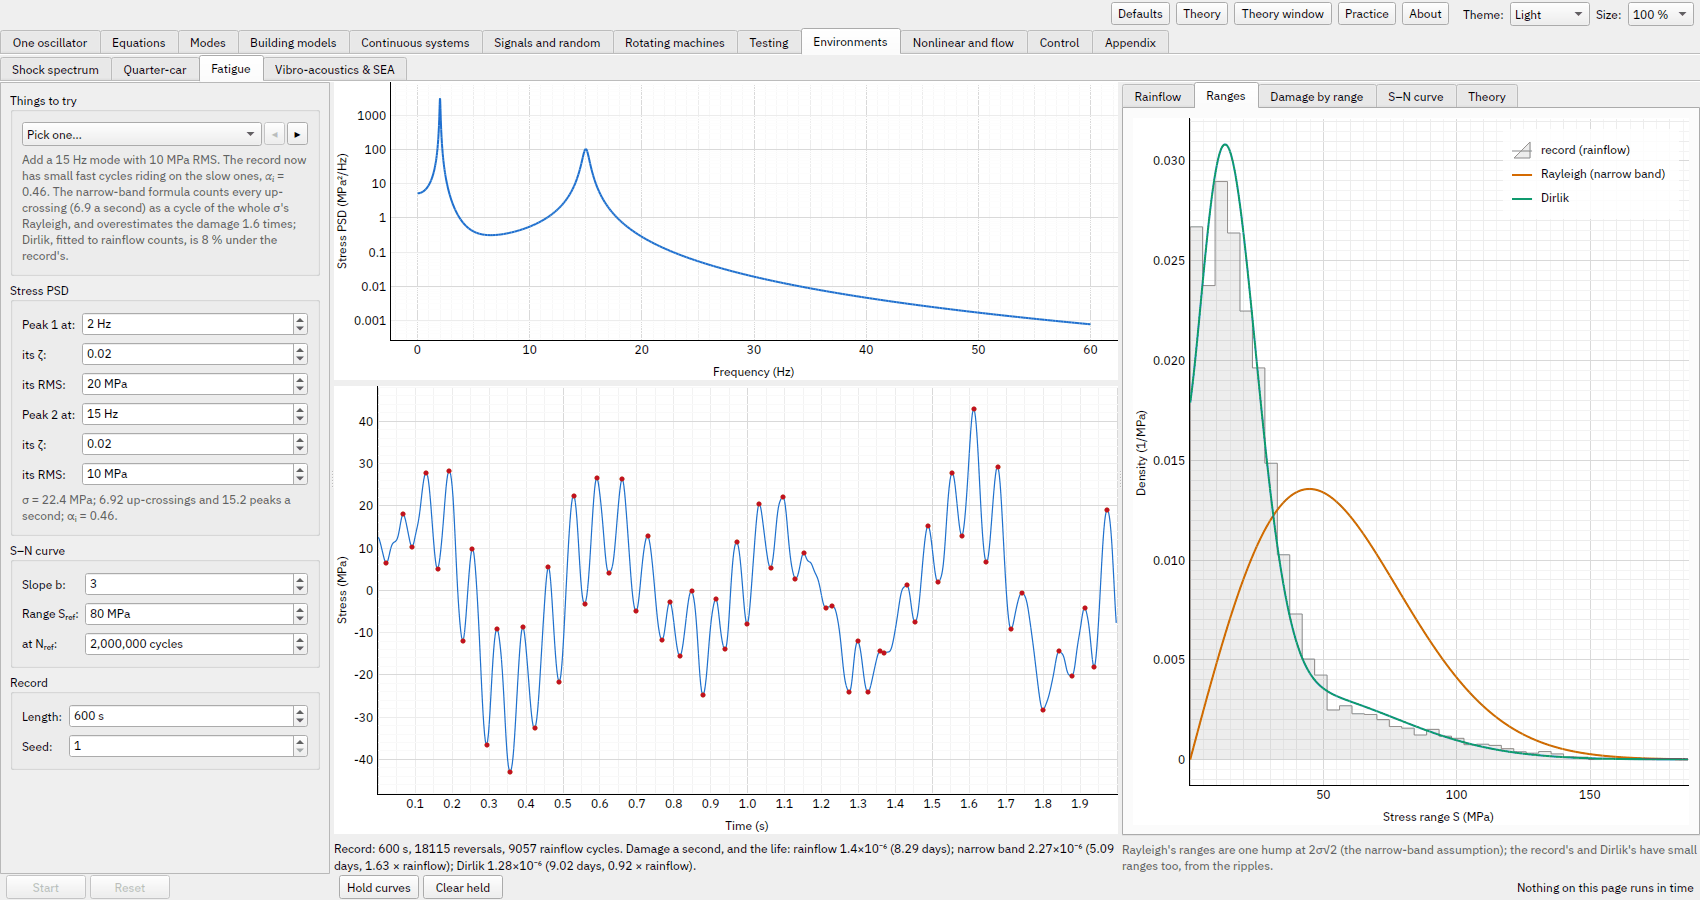 Defaults Theory Theory window Practice About Theme: Light Size: 100 %
One oscillator Equations Modes Building models Continuous systems Signals and random Rotating machines Testing Environments Nonlinear and flow Control Appendix
Shock spectrum Quarter-car Fatigue Vibro-acoustics & SEA
Things to try
Pick one...
Add a 15 Hz mode with 10 MPa RMS. The record now
has small fast cycles riding on the slow ones, αᵢ =
0.46. The narrow-band formula counts every up-
crossing (6.9 a second) as a cycle of the whole σ's
Rayleigh, and overestimates the damage 1.6 times;
Dirlik, fitted to rainflow counts, is 8 % under the
record's.
Stress PSD
Peak 1 at: 2 Hz
its ζ: 0.02
its RMS: 20 MPa
Peak 2 at: 15 Hz
its ζ: 0.02
its RMS: 10 MPa
σ = 22.4 MPa; 6.92 up-crossings and 15.2 peaks a
second; αᵢ = 0.46.
S–N curve
Slope b: 3
Range Sref: 80 MPa
at Nref: 2,000,000 cycles
Record
Length: 600 s
Seed: 1
Start Reset
Stress PSD (MPa²/Hz)
1000
100
10
1
0.1
0.01
0.001
0 10 20 30 40 50 60
Frequency (Hz)
Stress (MPa)
40
30
20
10
0
-10
-20
-30
-40
0.1 0.2 0.3 0.4 0.5 0.6 0.7 0.8 0.9 1.0 1.1 1.2 1.3 1.4 1.5 1.6 1.7 1.8 1.9
Time (s)
Record: 600 s, 18115 reversals, 9057 rainflow cycles. Damage a second, and the life: rainflow 1.4×10⁻⁶ (8.29 days); narrow band 2.27×10⁻⁶ (5.09
days, 1.63 × rainflow); Dirlik 1.28×10⁻⁶ (9.02 days, 0.92 × rainflow).
Hold curves Clear held
Rainflow Ranges Damage by range S–N curve Theory
record (rainflow)
Rayleigh (narrow band)
Dirlik
Density (1/MPa)
0.030
0.025
0.020
0.015
0.010
0.005
0
50 100 150
Stress range S (MPa)
Rayleigh's ranges are one hump at 2σ√2 (the narrow-band assumption); the record's and Dirlik's have small
ranges too, from the ripples.
Nothing on this page runs in time